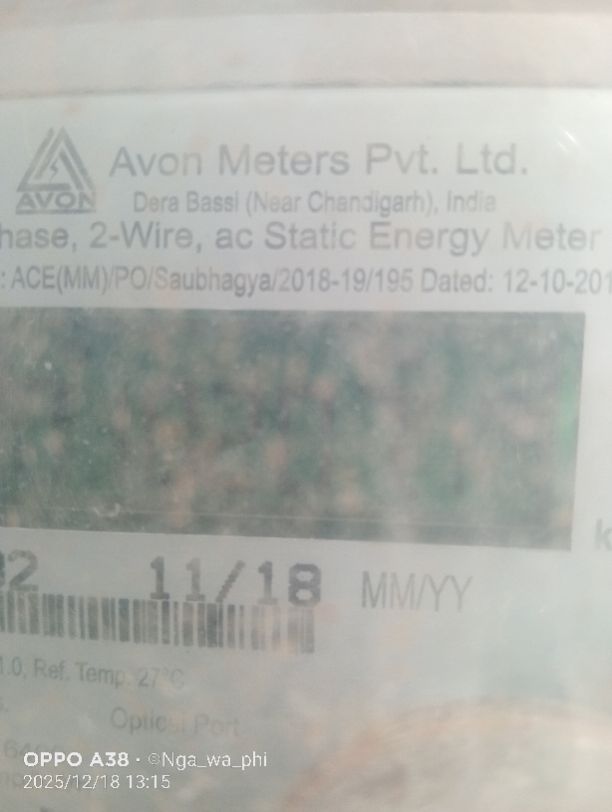 Avon Meters Pvt. Ltd.
AVON
Dera Bassi (Near Chandigarh), India
hase, 2-Wire, ac Static Energy Meter
: ACE(MM)/PO/Saubhagya/2018-19/195 Dated: 12-10-201
k
02 11/18 MM/YY
1.0, Ref. Temp. 27°C
Optical Port
OPPO A38 · ©Nga_wa_phi
2025/12/18 13:15